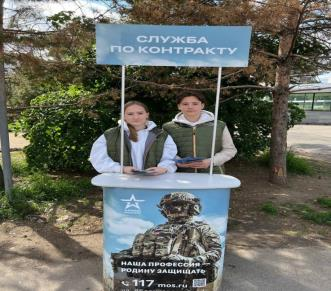 СЛУЖБА
ПО КОНТРАКТУ
НАША ПРОФЕССИЯ
РОДИНУ ЗАЩИЩАТЬ
117 mos.ru